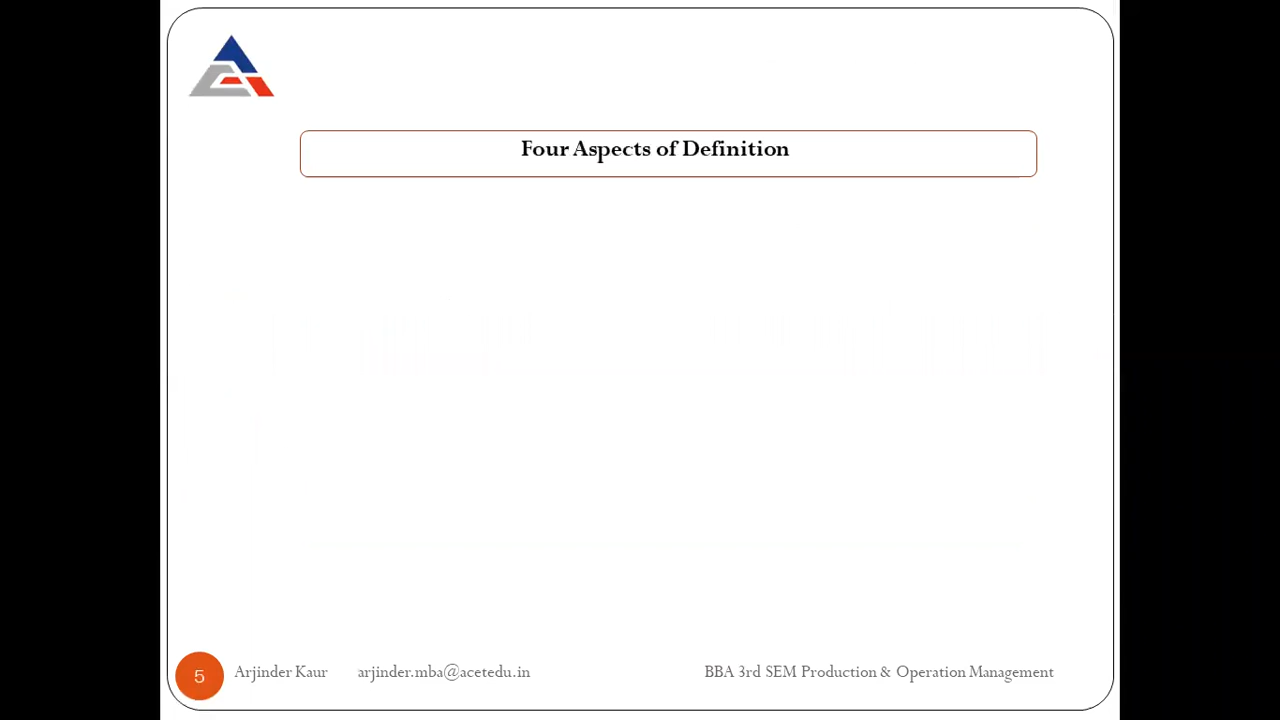 Four Aspects of Definition
5 Arjinder Kaur arjinder.mba@acetedu.in BBA 3rd SEM Production & Operation Management